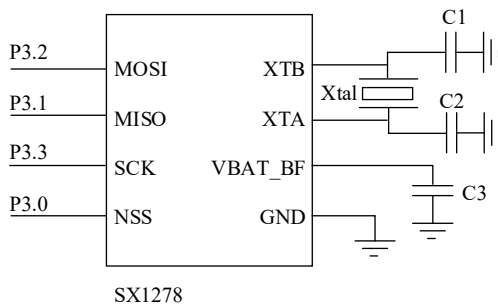 C1
P3.2
MOSI
XTB
Xtal
P3.1
C2
MISO
XTA
P3.3
SCK
VBAT_BF
C3
P3.0
NSS
GND
SX1278